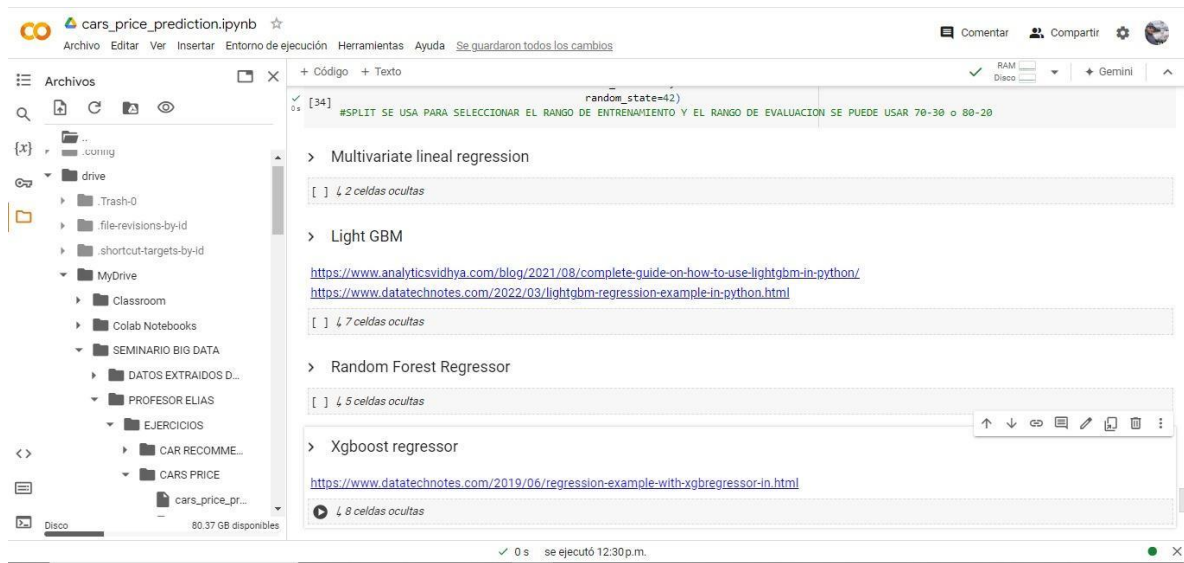 cars_price_prediction.ipynb
Archivo Editar Ver Insertar Entorno de ejecución Herramientas Ayuda Se guardaron todos los cambios
Comentar Compartir
Archivos
..
.config
drive
.Trash-0
.file-revisions-by-id
.shortcut-targets-by-id
MyDrive
Classroom
Colab Notebooks
SEMINARIO BIG DATA
DATOS EXTRAIDOS D...
PROFESOR ELIAS
EJERCICIOS
CAR RECOMME...
CARS PRICE
cars_price_pr...
Disco 80.37 GB disponibles
+ Código + Texto
RAM
Disco
Gemini
[34] random_state=42)
0 s #SPLIT SE USA PARA SELECCIONAR EL RANGO DE ENTRENAMIENTO Y EL RANGO DE EVALUACION SE PUEDE USAR 70-30 o 80-20
Multivariate lineal regression
[ ] ↳ 2 celdas ocultas
Light GBM
https://www.analyticsvidhya.com/blog/2021/08/complete-guide-on-how-to-use-lightgbm-in-python/
https://www.datatechnotes.com/2022/03/lightgbm-regression-example-in-python.html
[ ] ↳ 7 celdas ocultas
Random Forest Regressor
[ ] ↳ 5 celdas ocultas
Xgboost regressor
https://www.datatechnotes.com/2019/06/regression-example-with-xgbregressor-in.html
↳ 8 celdas ocultas
✓ 0 s se ejecutó 12:30 p.m.